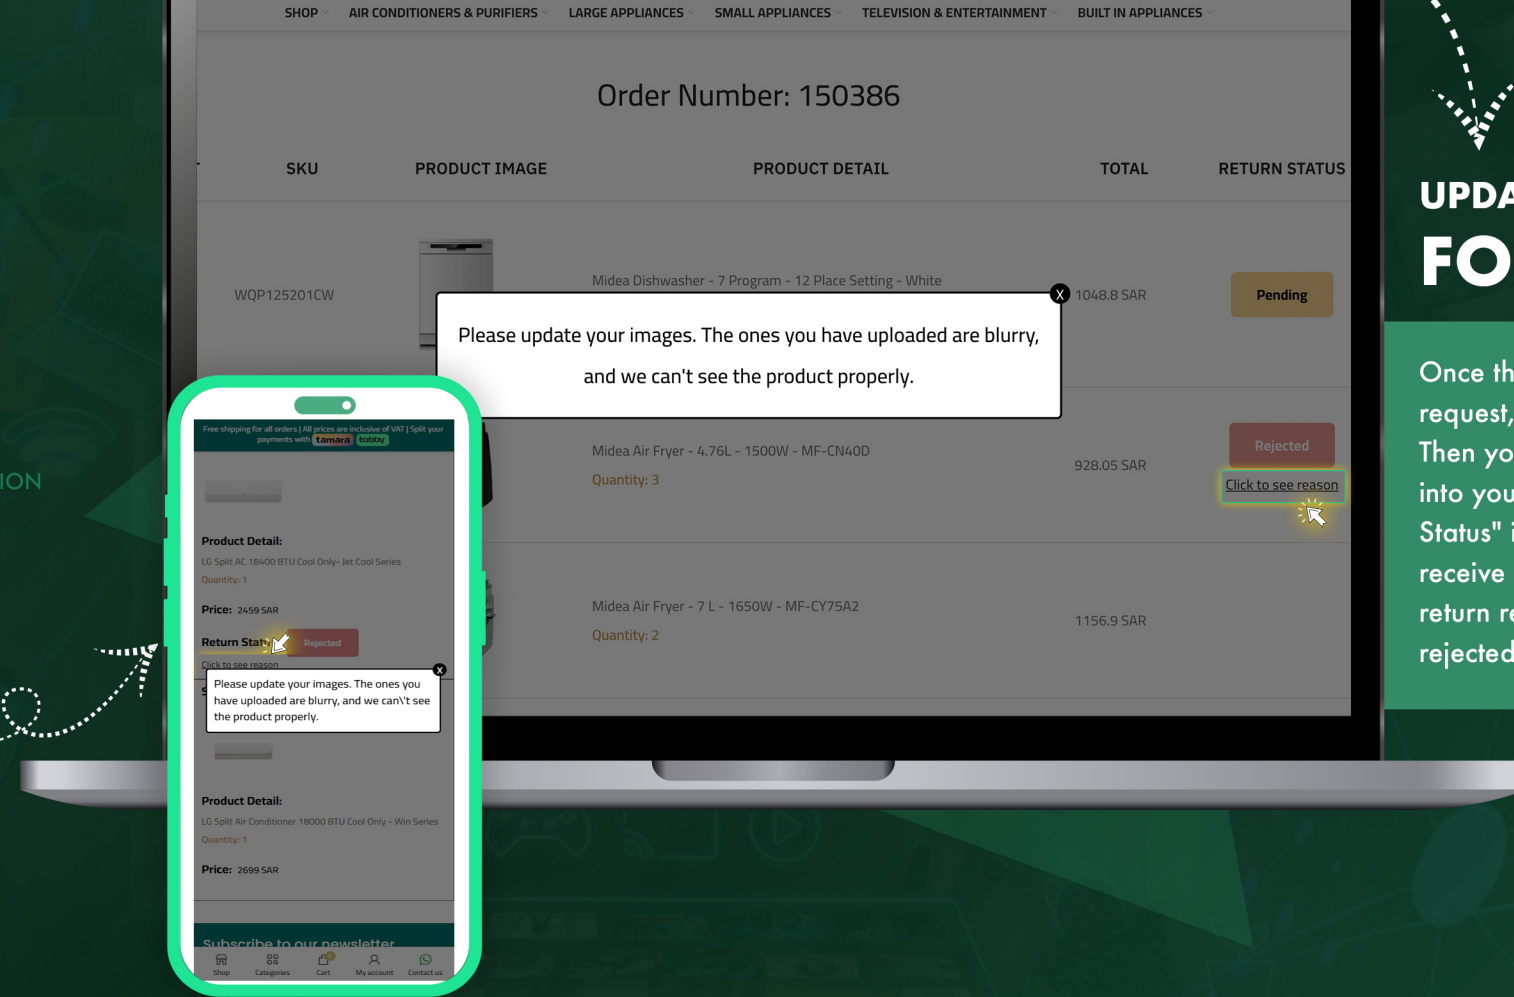 SHOP
AIR CONDITIONERS & PURIFIERS
LARGE APPLIANCES
SMALL APPLIANCES
TELEVISION & ENTERTAINMENT
BUILT IN APPLIANCES
Order Number: 150386
SKU
PRODUCT IMAGE
PRODUCT DETAIL
TOTAL
RETURN STATUS
WQP125201CW
Midea Dishwasher - 7 Program - 12 Place Setting - White
1048.8 SAR
Pending
X
Please update your images. The ones you have uploaded are blurry,
and we can't see the product properly.
Midea Air Fryer - 4.76L - 1500W - MF-CN40D
Quantity: 3
928.05 SAR
Rejected
Click to see reason
Midea Air Fryer - 7 L - 1650W - MF-CY75A2
Quantity: 2
1156.9 SAR
Free shipping for all orders | All prices are inclusive of VAT | Split your
payments with tamara tabby
Product Detail:
LG Split AC 18400 BTU Cool Only- Jet Cool Series
Quantity: 1
Price: 2459 SAR
Return Stat
Rejected
Click to see reason
X
Please update your images. The ones you
have uploaded are blurry, and we can\'t see
the product properly.
Product Detail:
LG Split Air Conditioner 18000 BTU Cool Only - Win Series
Quantity: 1
Price: 2699 SAR
Subscribe to our newsletter
Shop
Categories
Cart
My account
Contact us
ION
UPDA
FO
Once th
request,
Then yo
into you
Status" i
receive
return re
rejected